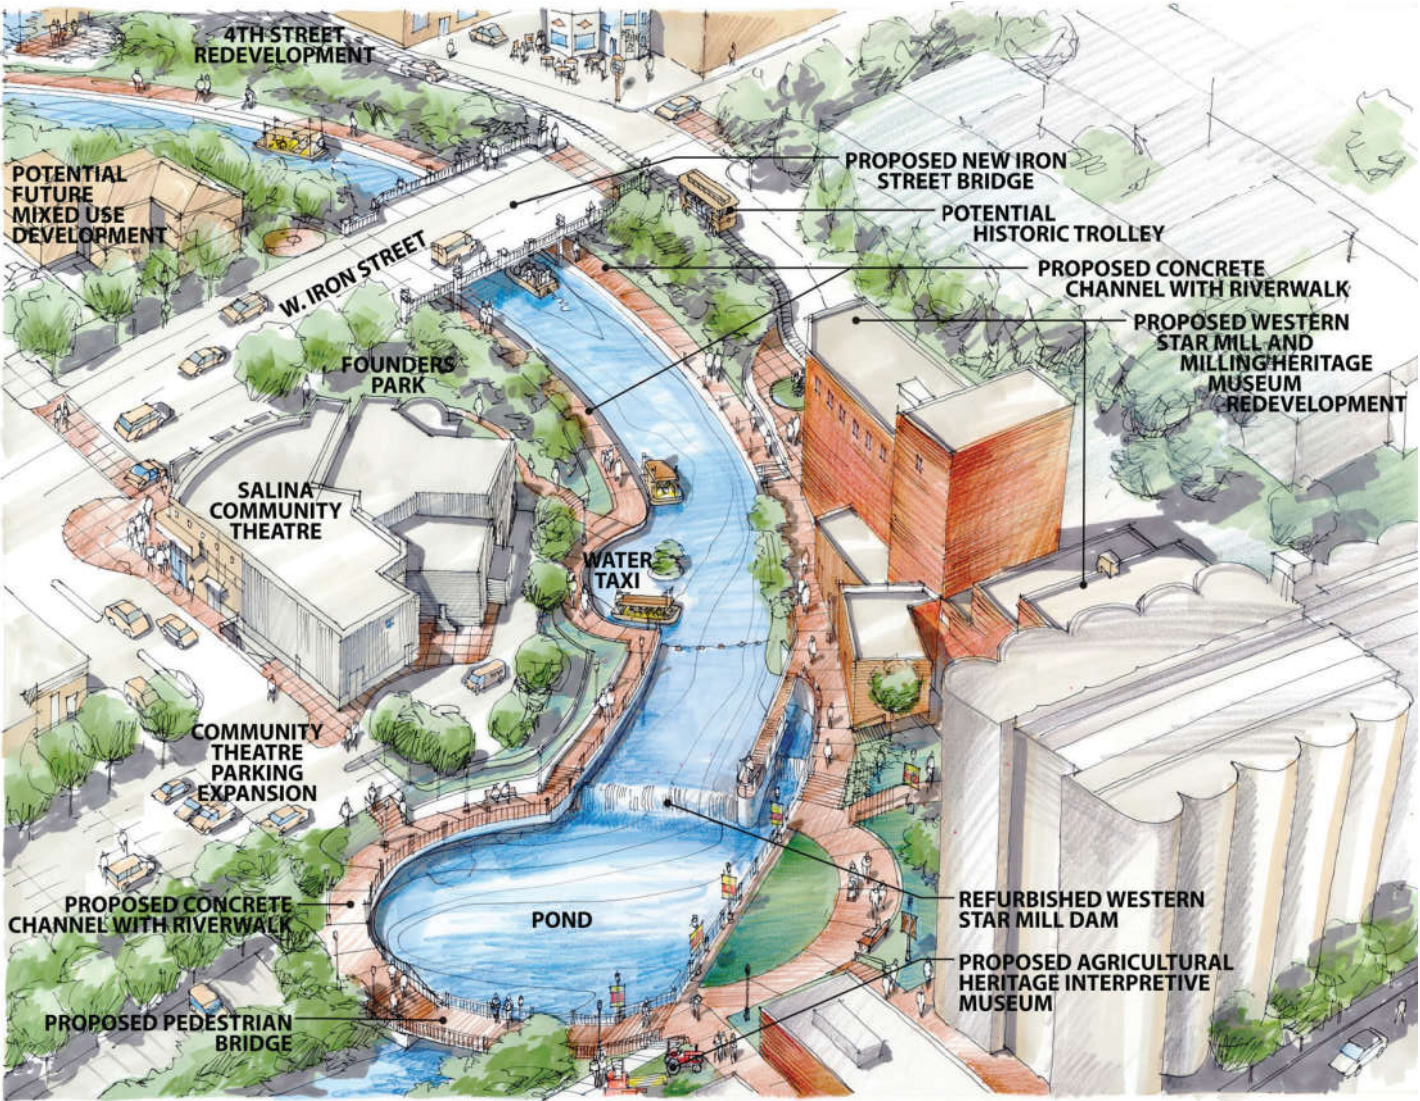 4TH STREET
REDEVELOPMENT
POTENTIAL
FUTURE
MIXED USE
DEVELOPMENT
PROPOSED NEW IRON
STREET BRIDGE
POTENTIAL
HISTORIC TROLLEY
W. IRON STREET
PROPOSED CONCRETE
CHANNEL WITH RIVERWALK
PROPOSED WESTERN
STAR MILL AND
MILLING HERITAGE
MUSEUM
REDEVELOPMENT
FOUNDERS
PARK
SALINA
COMMUNITY
THEATRE
WATER
TAXI
COMMUNITY
THEATRE
PARKING
EXPANSION
PROPOSED CONCRETE
CHANNEL WITH RIVERWALK
POND
REFURBISHED WESTERN
STAR MILL DAM
PROPOSED AGRICULTURAL
HERITAGE INTERPRETIVE
MUSEUM
PROPOSED PEDESTRIAN
BRIDGE